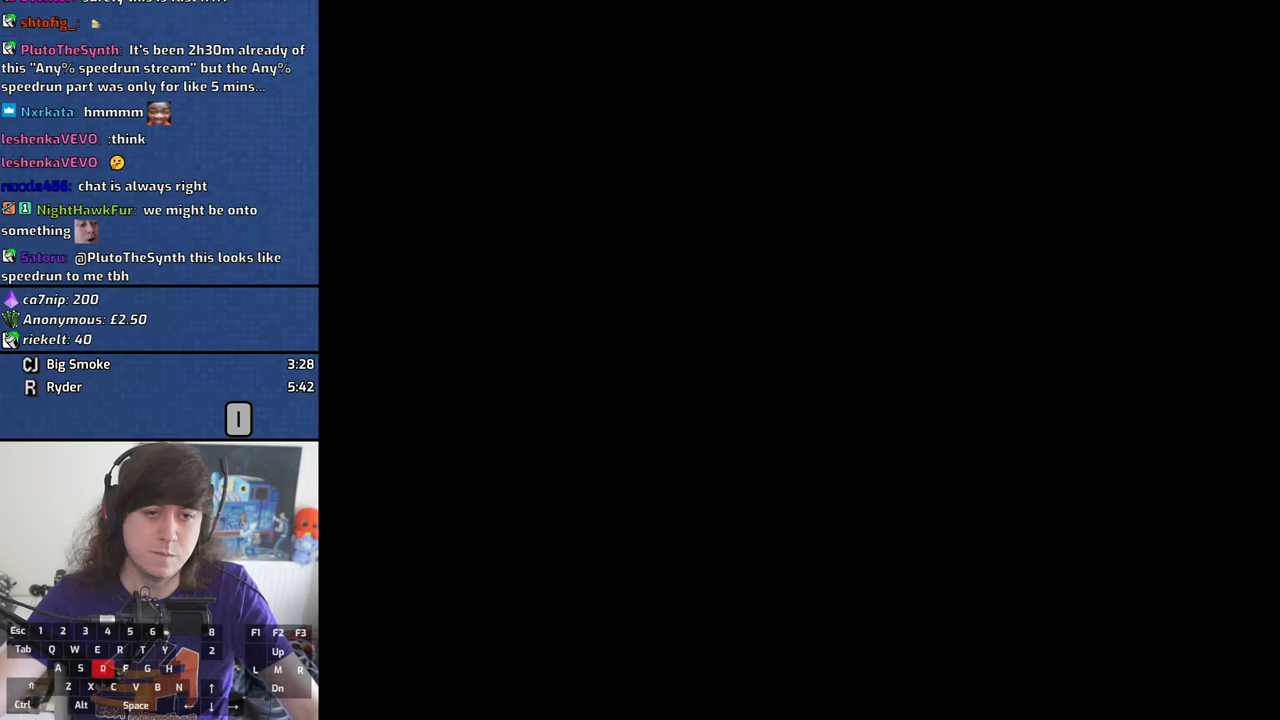 shtofig_:
PlutoTheSynth: It's been 2h30m already of
this "Any% speedrun stream" but the Any%
speedrun part was only for like 5 mins...
Nxrkata: hmmmm
leshenkaVEVO: :think
leshenkaVEVO:
raxxla456: chat is always right
1 NightHawkFur: we might be onto
something
Satoru: @PlutoTheSynth this looks like
speedrun to me tbh
ca7nip: 200
Anonymous: £2.50
riekelt: 40
CJ Big Smoke 3:28
R Ryder 5:42
Esc 1 2 3 4 5 6 8 F1 F2 F3
Tab Q W E R T Y 2 Up
A S D F G H L M R
Z X C V B N ↑ Dn
Ctrl Alt Space ← ↓ →